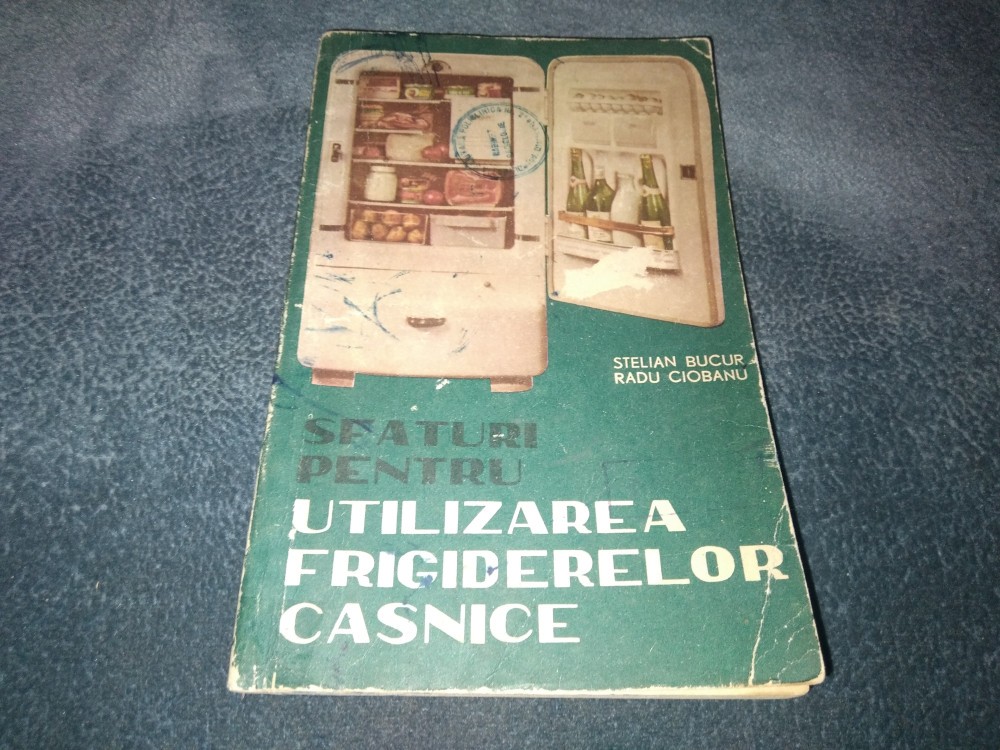 STELIAN BUCUR
RADU CIOBANU
SFATURI
PENTRU
UTILIZAREA
FRIGIDERELOR
CASNICE